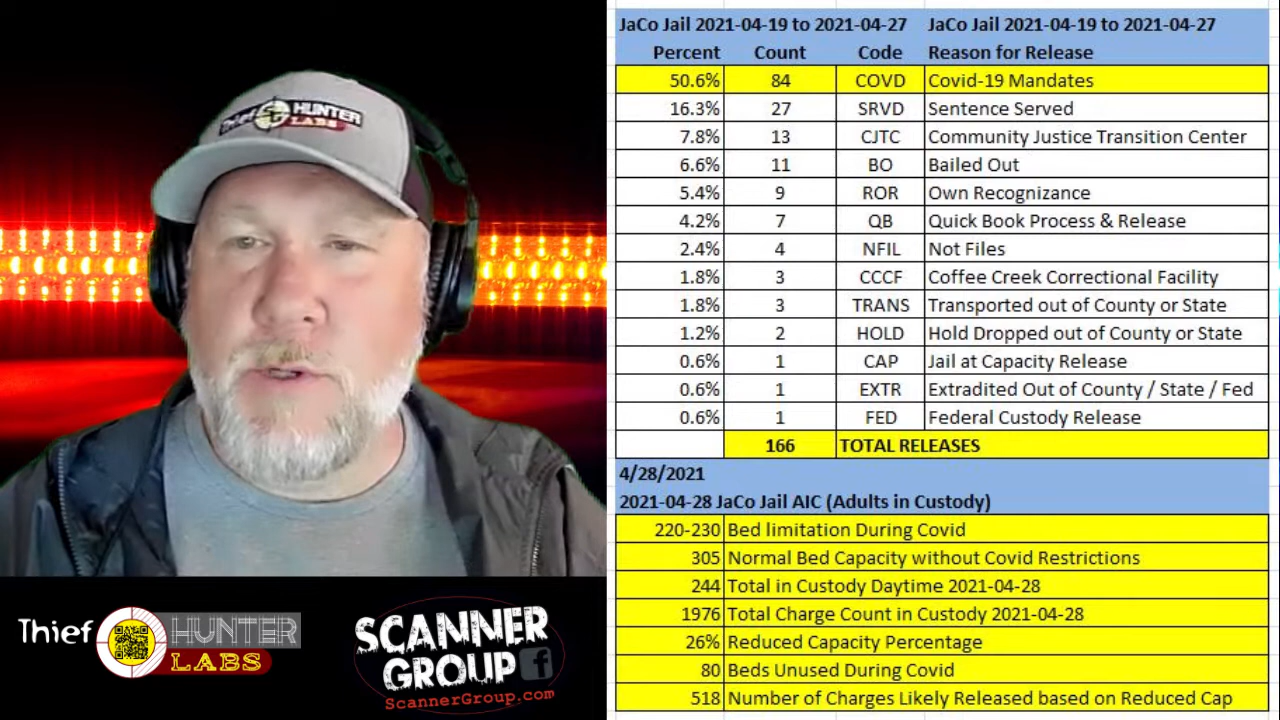 Thief HUNTER
LABS
JaCo Jail 2021-04-19 to 2021-04-27 JaCo Jail 2021-04-19 to 2021-04-27
Percent Count Code Reason for Release
50.6% 84 COVD Covid-19 Mandates
16.3% 27 SRVD Sentence Served
7.8% 13 CJTC Community Justice Transition Center
6.6% 11 BO Bailed Out
5.4% 9 ROR Own Recognizance
4.2% 7 QB Quick Book Process & Release
2.4% 4 NFIL Not Files
1.8% 3 CCCF Coffee Creek Correctional Facility
1.8% 3 TRANS Transported out of County or State
1.2% 2 HOLD Hold Dropped out of County or State
0.6% 1 CAP Jail at Capacity Release
0.6% 1 EXTR Extradited Out of County / State / Fed
0.6% 1 FED Federal Custody Release
166 TOTAL RELEASES
4/28/2021
2021-04-28 JaCo Jail AIC (Adults in Custody)
220-230 Bed limitation During Covid
305 Normal Bed Capacity without Covid Restrictions
244 Total in Custody Daytime 2021-04-28
1976 Total Charge Count in Custody 2021-04-28
26% Reduced Capacity Percentage
80 Beds Unused During Covid
518 Number of Charges Likely Released based on Reduced Cap
Thief HUNTER
LABS
SCANNER
GROUP f
ScannerGroup.com